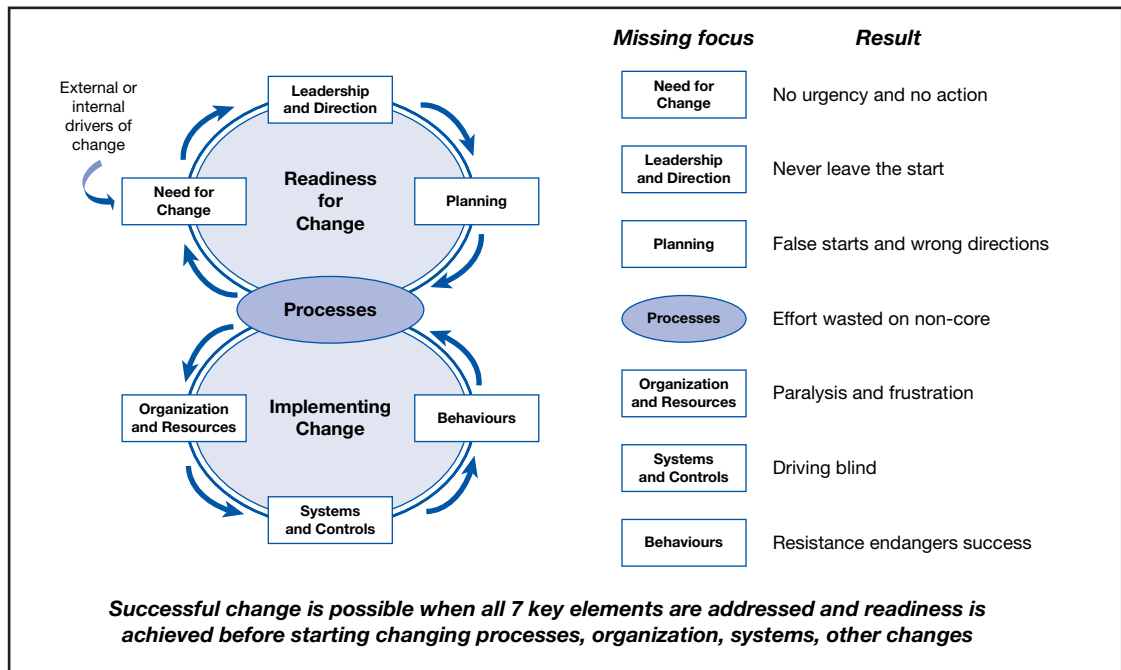 External or
internal
drivers of
change
Leadership
and Direction
Need for
Change
Readiness
for
Change
Planning
Processes
Organization
and Resources
Implementing
Change
Behaviours
Systems
and Controls
Missing focus
Result
Need for
Change
No urgency and no action
Leadership
and Direction
Never leave the start
Planning
False starts and wrong directions
Processes
Effort wasted on non-core
Organization
and Resources
Paralysis and frustration
Systems
and Controls
Driving blind
Behaviours
Resistance endangers success
Successful change is possible when all 7 key elements are addressed and readiness is
achieved before starting changing processes, organization, systems, other changes